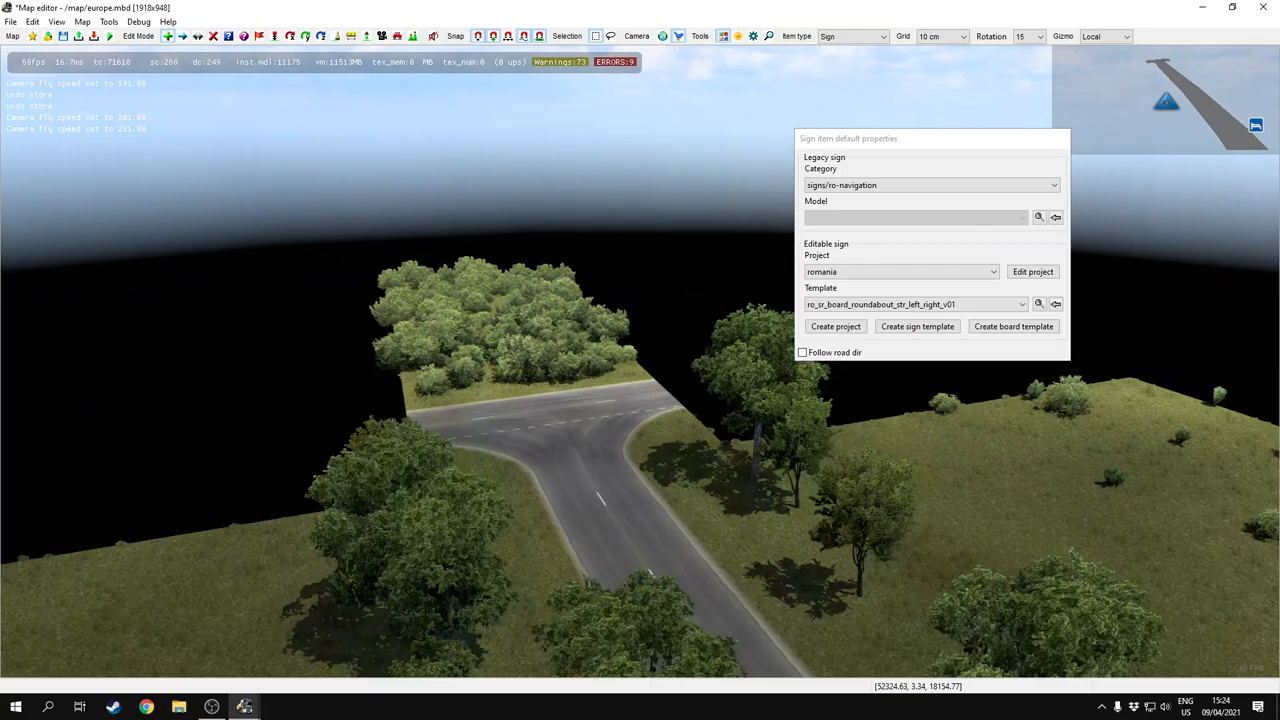 *Map editor - /map/europe.mbd [1918x948]
File Edit View Map Tools Debug Help
Map Edit Mode Snap Selection Camera Tools Item type Sign Grid 10 cm Rotation 15 Gizmo Local
69fps 16.7ms tc:71610 sc:260 dc:249 inst.mdl:11175 vm:11513MB tex_mem:0 MB tex_num:0 (0 ups) Warnings:73 ERRORS:9
Camera fly speed set to 191.00
undo store
undo store
Camera fly speed set to 201.00
Camera fly speed set to 211.00
Sign item default properties
Legacy sign
Category
signs/ro-navigation
Model
Editable sign
Project
romania
Edit project
Template
ro_sr_board_roundabout_str_left_right_v01
Create project Create sign template Create board template
Follow road dir
60 FPS
[52324.63, 3.34, 18154.77]
ENG
US
15:24
09/04/2021